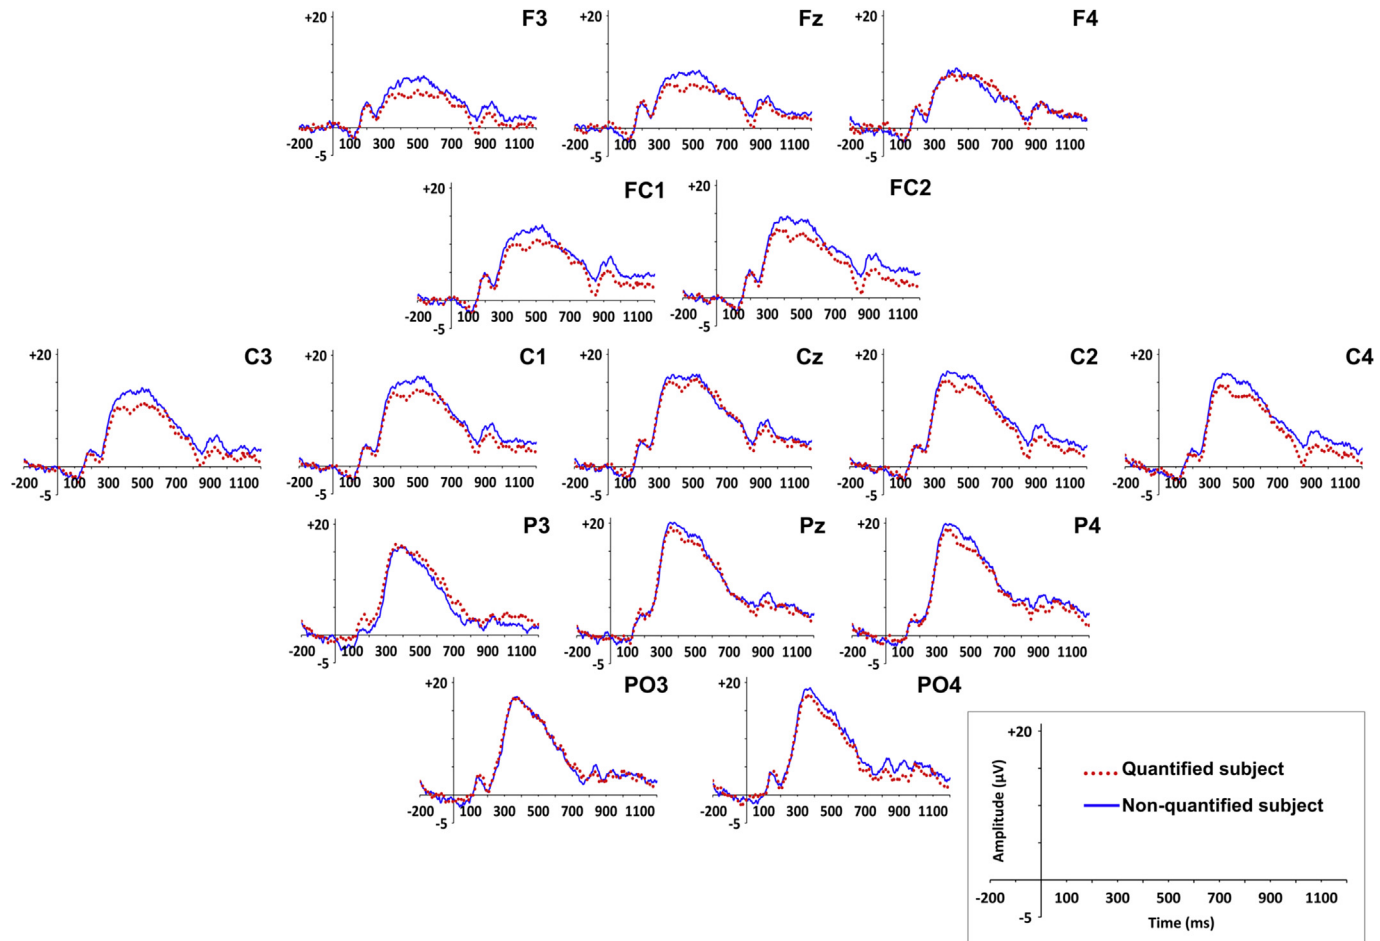 F3
+20
-200 100 300 500 700 900 1100
-5
Fz
+20
-200 100 300 500 700 900 1100
-5
F4
+20
-200 100 300 500 700 900 1100
-5
FC1
+20
-200 100 300 500 700 900 1100
-5
FC2
+20
-200 100 300 500 700 900 1100
-5
C3
+20
-200 100 300 500 700 900 1100
-5
C1
+20
-200 100 300 500 700 900 1100
-5
Cz
+20
-200 100 300 500 700 900 1100
-5
C2
+20
-200 100 300 500 700 900 1100
-5
C4
+20
-200 100 300 500 700 900 1100
-5
P3
+20
-200 100 300 500 700 900 1100
-5
Pz
+20
-200 100 300 500 700 900 1100
-5
P4
+20
-200 100 300 500 700 900 1100
-5
PO3
+20
-200 100 300 500 700 900 1100
-5
PO4
+20
-200 100 300 500 700 900 1100
-5
+20
Amplitude (µV)
Quantified subject
Non-quantified subject
-200 100 300 500 700 900 1100
-5
Time (ms)